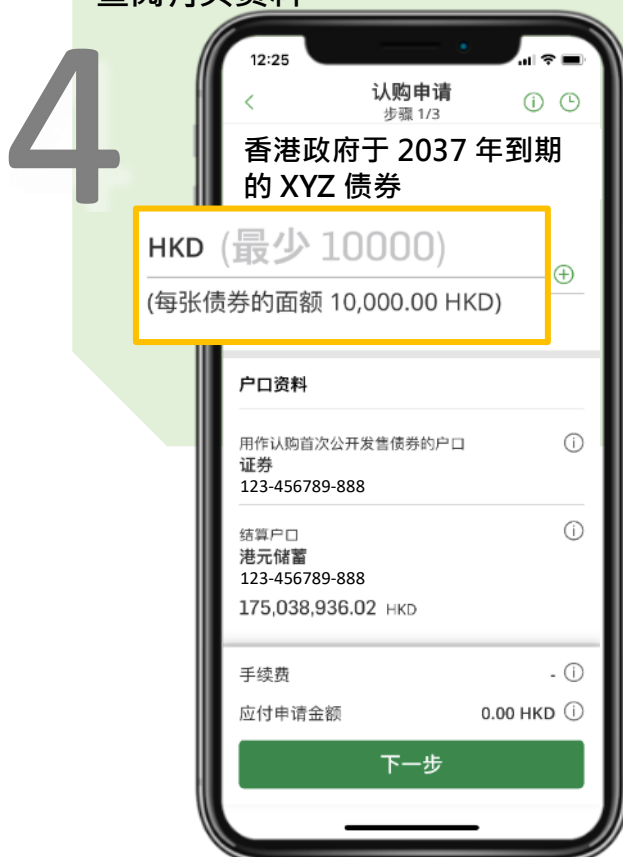 4
12:25
认购申请
步骤 1/3
香港政府于 2037 年到期
的 XYZ 债券
HKD (最少 10000)
(每张债券的面额 10,000.00 HKD)
户口资料
用作认购首次公开发售债券的户口
证券
123-456789-888
结算户口
港元储蓄
123-456789-888
175,038,936.02 HKD
手续费 -
应付申请金额 0.00 HKD
下一步